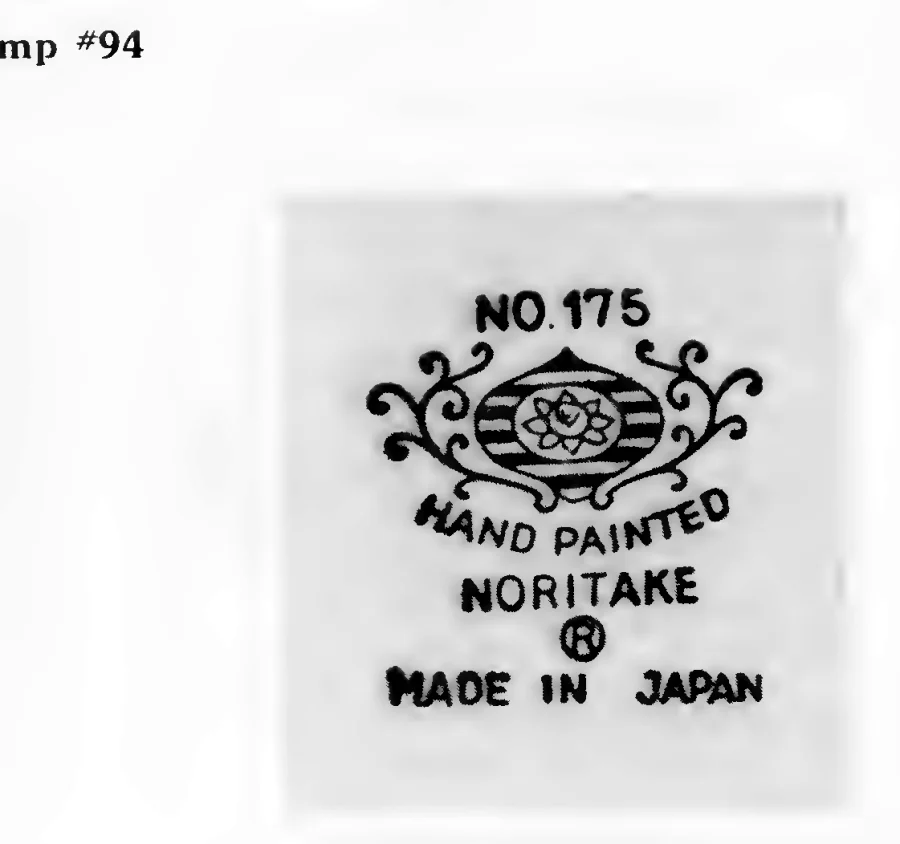 mp #94
NO. 175
HAND PAINTED
NORITAKE
®
MADE IN JAPAN